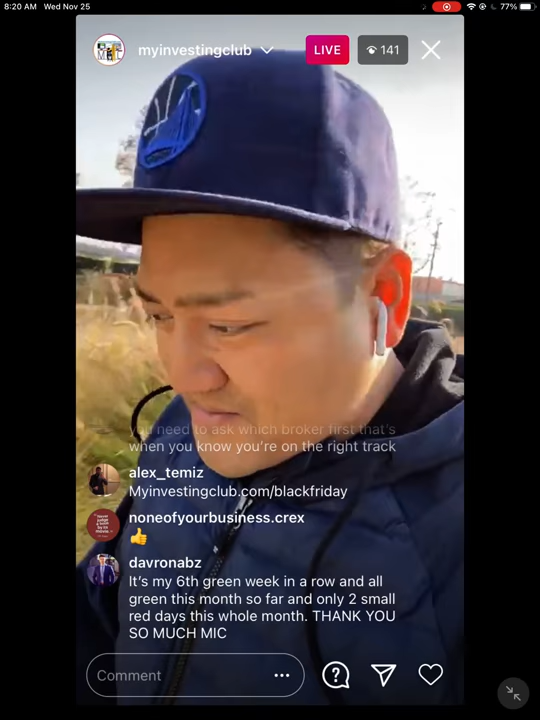 8:20 AM Wed Nov 25
77%
myinvestingclub
LIVE
141
you need to ask which broker first that's
when you know you're on the right track
alex_temiz
Myinvestingclub.com/blackfriday
noneofyourbusiness.crex
👍
davronabz
It's my 6th green week in a row and all
green this month so far and only 2 small
red days this whole month. THANK YOU
SO MUCH MIC
Comment